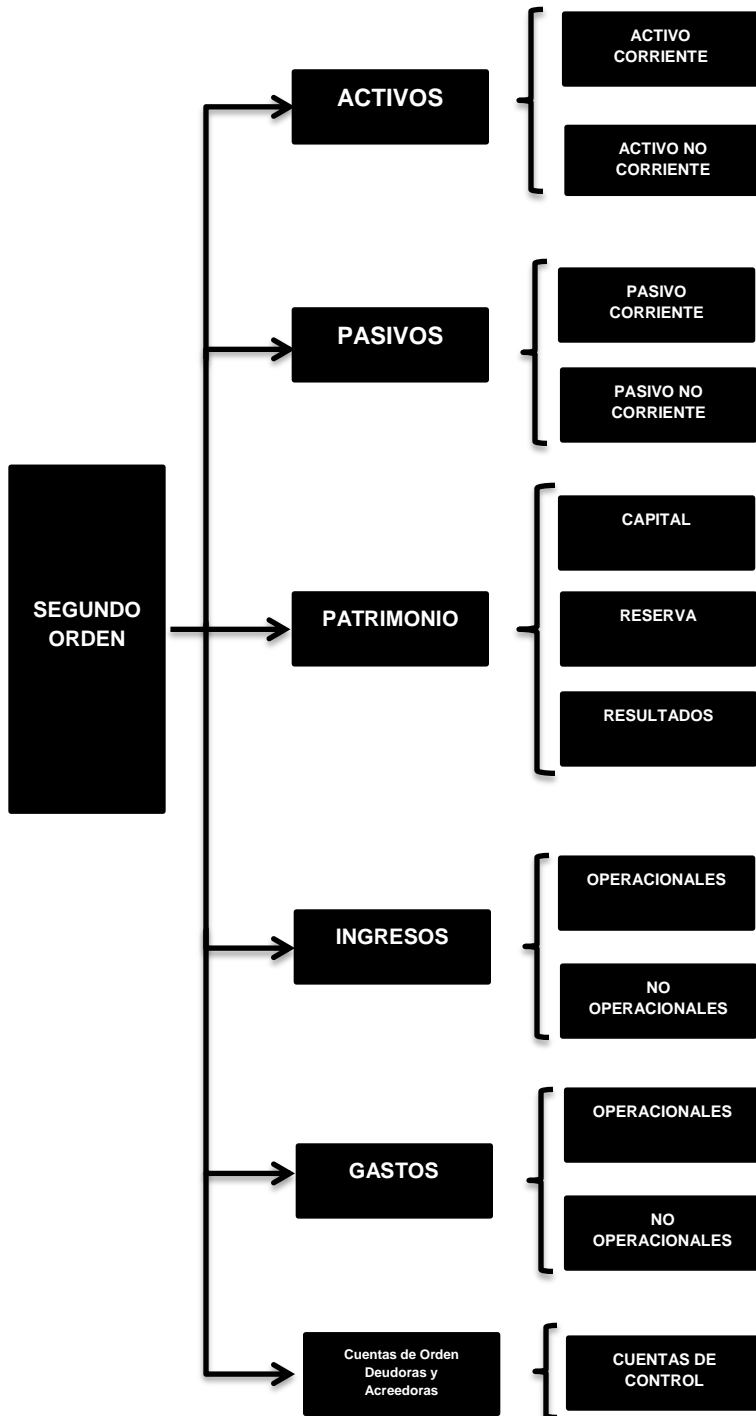 SEGUNDO
ORDEN
ACTIVOS
ACTIVO
CORRIENTE
ACTIVO NO
CORRIENTE
PASIVOS
PASIVO
CORRIENTE
PASIVO NO
CORRIENTE
PATRIMONIO
CAPITAL
RESERVA
RESULTADOS
INGRESOS
OPERACIONALES
NO
OPERACIONALES
GASTOS
OPERACIONALES
NO
OPERACIONALES
Cuentas de Orden
Deudoras y
Acreedoras
CUENTAS DE
CONTROL